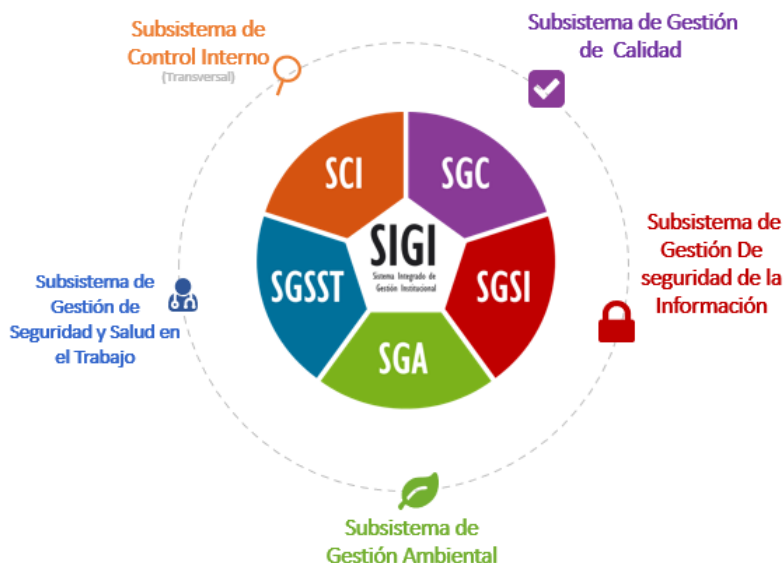 Subsistema de
Control Interno
(Transversal)
Subsistema de Gestión
de Calidad
SCI
SGC
SIGI
Sistema Integrado de
Gestión Institucional
SGSST
SGSI
SGA
Subsistema de
Gestión De
seguridad de la
Información
Subsistema de
Gestión de
Seguridad y Salud en
el Trabajo
Subsistema de
Gestión Ambiental